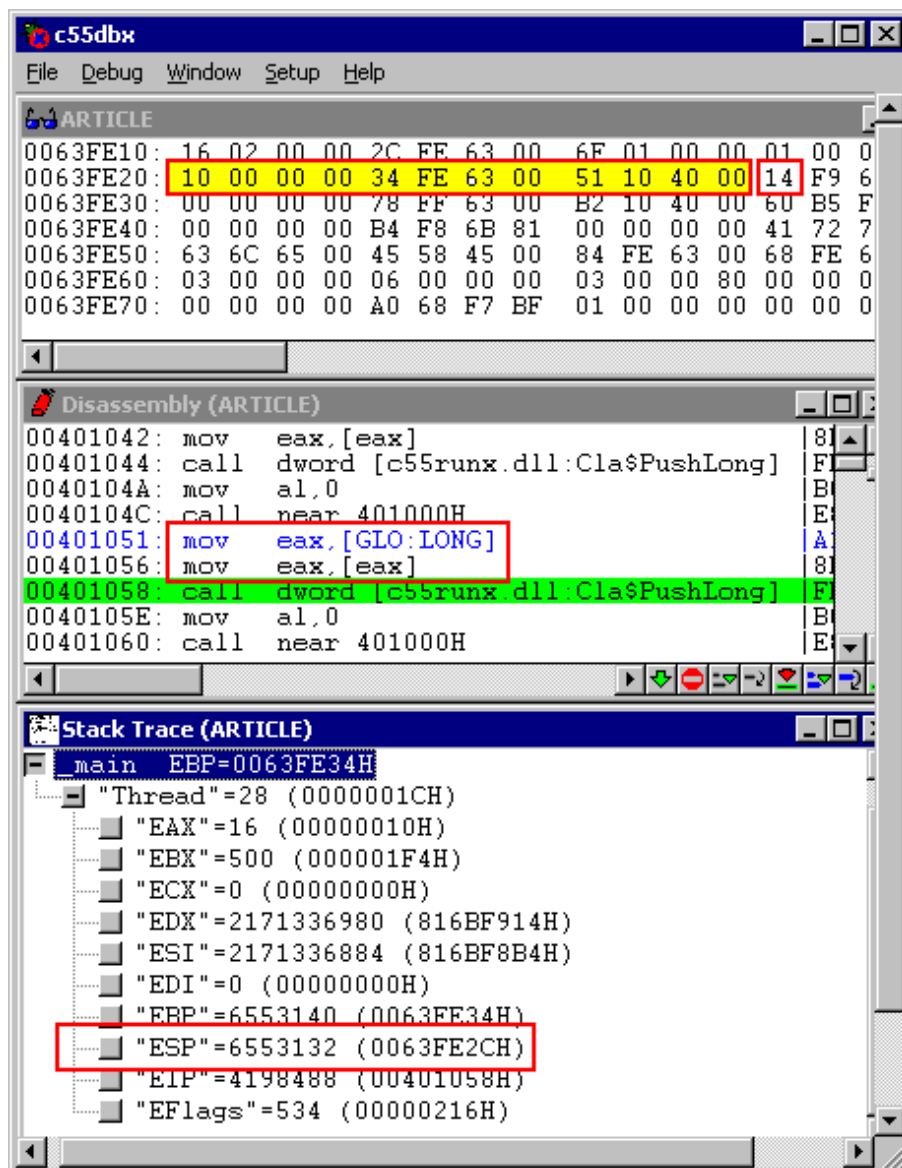 c55dbx
File Debug Window Setup Help
ARTICLE
0063FE10: 16 02 00 00 2C FE 63 00 6F 01 00 00 01 00 0
0063FE20: 10 00 00 00 34 FE 63 00 51 10 40 00 14 F9 6
0063FE30: 00 00 00 00 78 FF 63 00 B2 10 40 00 60 B5 F
0063FE40: 00 00 00 00 B4 F8 6B 81 00 00 00 00 41 72 7
0063FE50: 63 6C 65 00 45 58 45 00 84 FE 63 00 68 FE 6
0063FE60: 03 00 00 00 06 00 00 00 03 00 00 80 00 00 0
0063FE70: 00 00 00 00 A0 68 F7 BF 01 00 00 00 00 00 0
Disassembly (ARTICLE)
00401042: mov eax,[eax] |8
00401044: call dword [c55runx.dll:Cla$PushLong] |F
0040104A: mov al,0 |B
0040104C: call near 401000H |E
00401051: mov eax,[GLO:LONG] |A
00401056: mov eax,[eax] |8
00401058: call dword [c55runx.dll:Cla$PushLong] |F
0040105E: mov al,0 |B
00401060: call near 401000H |E
Stack Trace (ARTICLE)
_main EBP=0063FE34H
"Thread"=28 (0000001CH)
"EAX"=16 (00000010H)
"EBX"=500 (000001F4H)
"ECX"=0 (00000000H)
"EDX"=2171336980 (816BF914H)
"ESI"=2171336884 (816BF8B4H)
"EDI"=0 (00000000H)
"EBP"=6553140 (0063FE34H)
"ESP"=6553132 (0063FE2CH)
"EIP"=4198488 (00401058H)
"EFlags"=534 (00000216H)